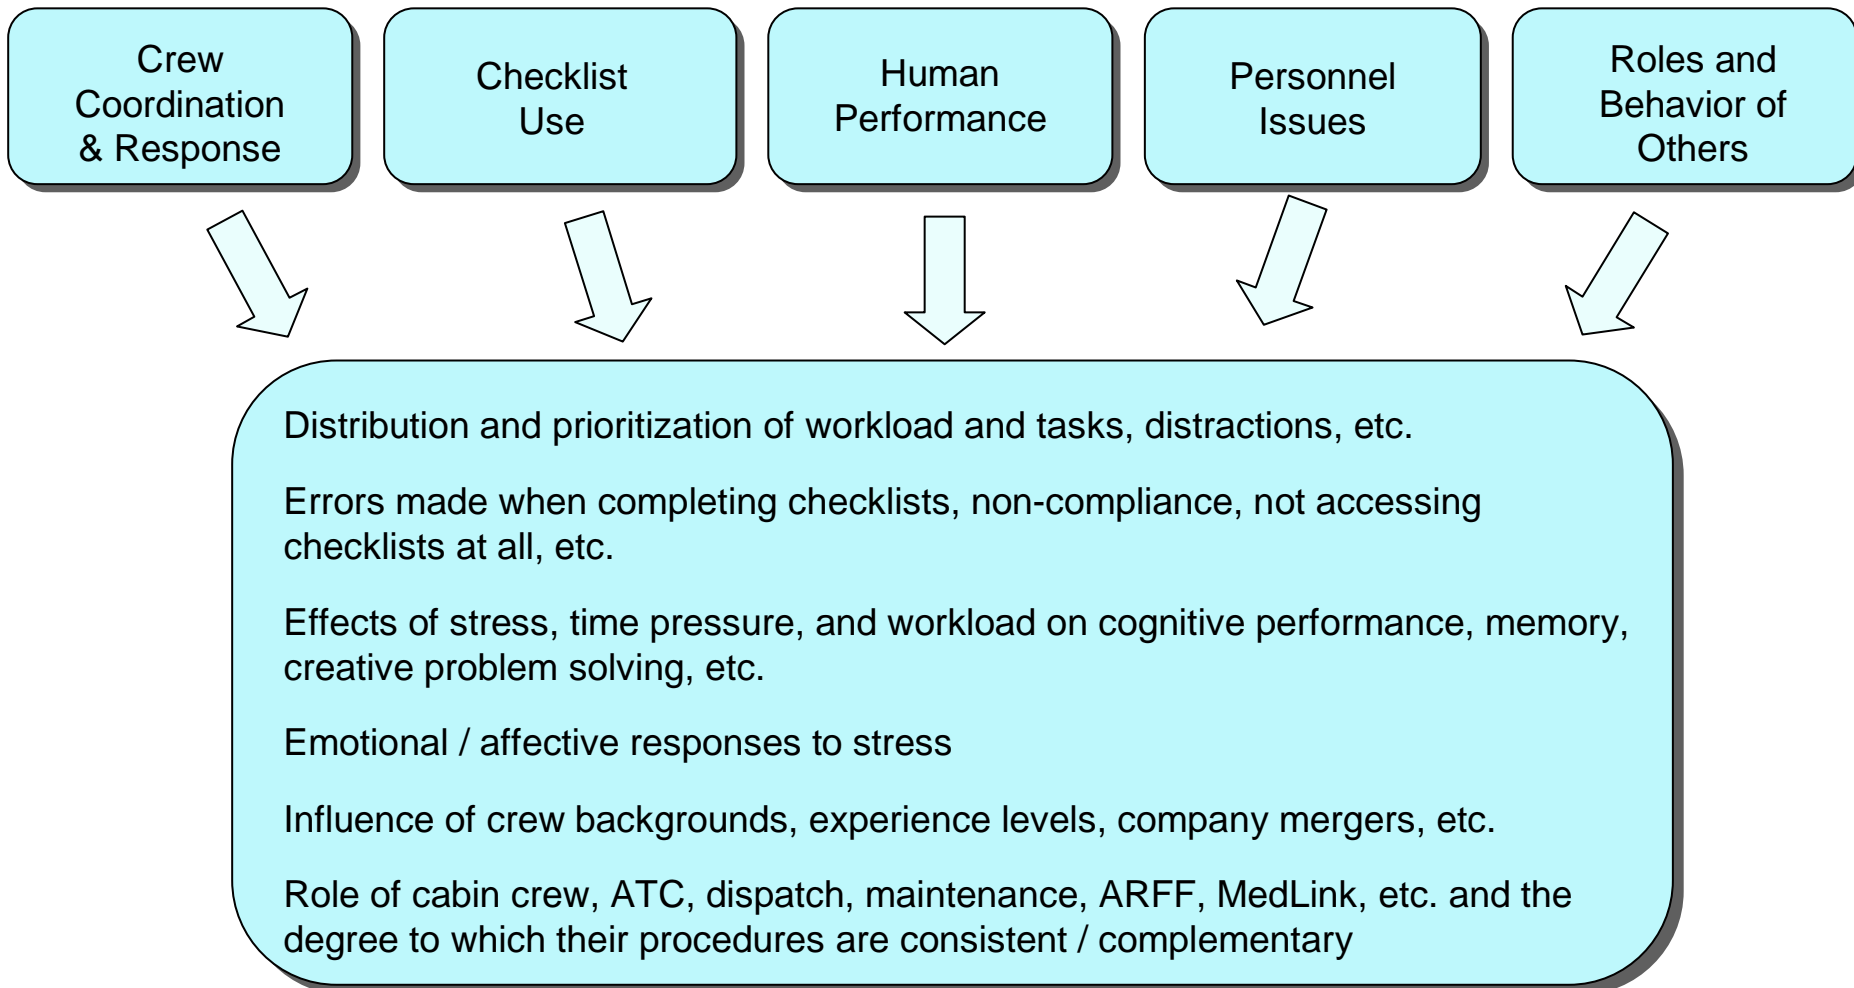 Crew
Coordination
& Response
Checklist
Use
Human
Performance
Personnel
Issues
Roles and
Behavior of
Others
Distribution and prioritization of workload and tasks, distractions, etc.
Errors made when completing checklists, non-compliance, not accessing
checklists at all, etc.
Effects of stress, time pressure, and workload on cognitive performance, memory,
creative problem solving, etc.
Emotional / affective responses to stress
Influence of crew backgrounds, experience levels, company mergers, etc.
Role of cabin crew, ATC, dispatch, maintenance, ARFF, MedLink, etc. and the
degree to which their procedures are consistent / complementary